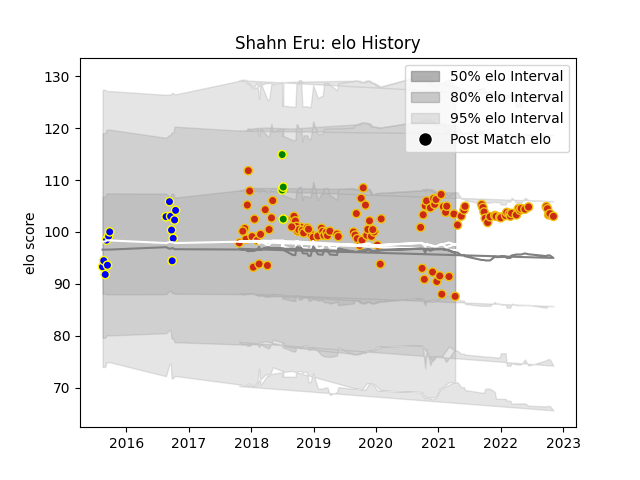 Shahn Eru: elo History
130
120
110
100
90
80
70
elo score
50% elo Interval
80% elo Interval
95% elo Interval
Post Match elo
2016 2017 2018 2019 2020 2021 2022 2023